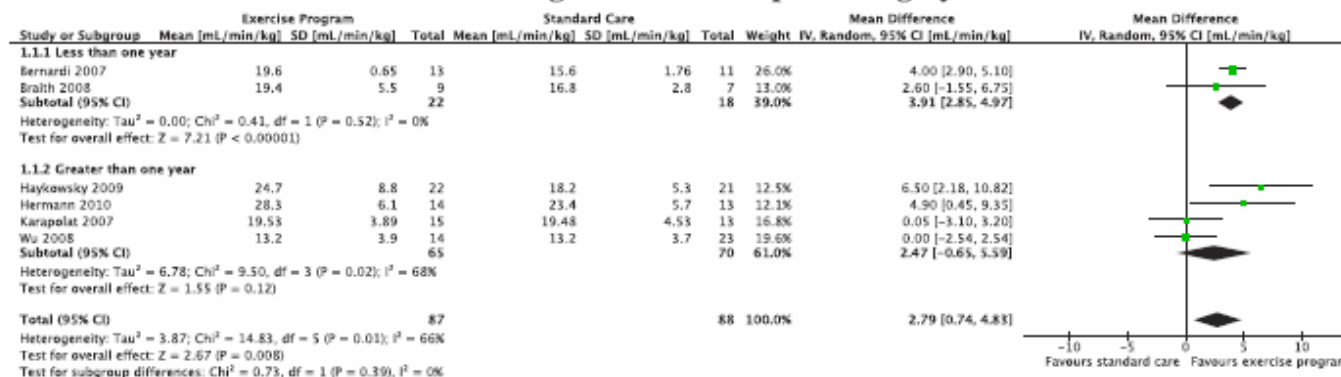 Exercise Program Standard Care Mean Difference Mean Difference
Study or Subgroup Mean [mL/min/kg] SD [mL/min/kg] Total Mean [mL/min/kg] SD [mL/min/kg] Total Weight IV, Random, 95% CI [mL/min/kg] IV, Random, 95% CI [mL/min/kg]
1.1.1 Less than one year
Bernardi 2007 19.6 0.65 13 15.6 1.76 11 26.0% 4.00 [2.90, 5.10]
Braith 2008 19.4 5.5 9 16.8 2.8 7 13.0% 2.60 [-1.55, 6.75]
Subtotal (95% CI) 22 18 39.0% 3.91 [2.85, 4.97]
Heterogeneity: Tau² = 0.00; Chi² = 0.41, df = 1 (P = 0.52); I² = 0%
Test for overall effect: Z = 7.21 (P < 0.00001)
1.1.2 Greater than one year
Haykowsky 2009 24.7 8.8 22 18.2 5.3 21 12.5% 6.50 [2.18, 10.82]
Hermann 2010 28.3 6.1 14 23.4 5.7 13 12.1% 4.90 [0.45, 9.35]
Karapolat 2007 19.53 3.89 15 19.48 4.53 13 16.8% 0.05 [-3.10, 3.20]
Wu 2008 13.2 3.9 14 13.2 3.7 23 19.6% 0.00 [-2.54, 2.54]
Subtotal (95% CI) 65 70 61.0% 2.47 [-0.65, 5.59]
Heterogeneity: Tau² = 6.78; Chi² = 9.50, df = 3 (P = 0.02); I² = 68%
Test for overall effect: Z = 1.55 (P = 0.12)
Total (95% CI) 87 88 100.0% 2.79 [0.74, 4.83]
Heterogeneity: Tau² = 3.87; Chi² = 14.83, df = 5 (P = 0.01); I² = 66%
Test for overall effect: Z = 2.67 (P = 0.008)
Test for subgroup differences: Chi² = 0.73, df = 1 (P = 0.39), I² = 0%
-10 -5 0 5 10
Favours standard care Favours exercise program